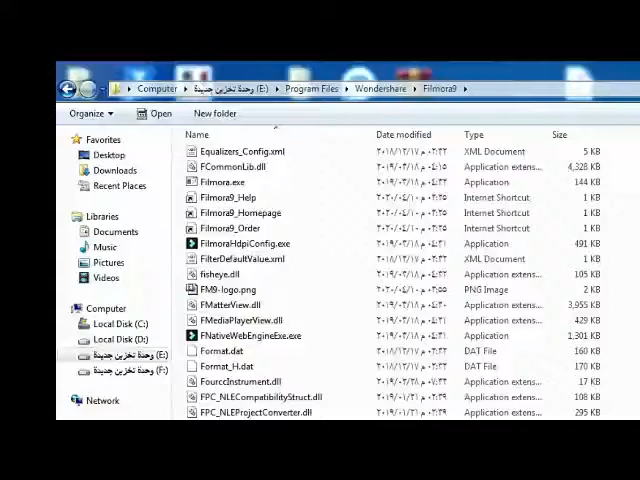 Computer ▸ وحدة تخزين جديدة (E:) ▸ Program Files ▸ Wondershare ▸ Filmora9 ▸
Organize ▾ Open New folder
Name Date modified Type Size
Favorites
Desktop
Downloads
Recent Places
Libraries
Documents
Music
Pictures
Videos
Computer
Local Disk (C:)
Local Disk (D:)
وحدة تخزين جديدة (E:)
وحدة تخزين جديدة (F:)
Network
Equalizers_Config.xml XML Document 5 KB
FCommonLib.dll Application extens... 4,328 KB
Filmora.exe Application 144 KB
Filmora9_Help Internet Shortcut 1 KB
Filmora9_Homepage Internet Shortcut 1 KB
Filmora9_Order Internet Shortcut 1 KB
FilmoraHdpiConfig.exe Application 491 KB
FilterDefaultValue.xml XML Document 1 KB
fisheye.dll Application extens... 105 KB
FM9-logo.png PNG Image 2 KB
FMatterView.dll Application extens... 3,955 KB
FMediaPlayerView.dll Application extens... 429 KB
FNativeWebEngineExe.exe Application 1,301 KB
Format.dat DAT File 160 KB
Format_H.dat DAT File 170 KB
FourccInstrument.dll Application extens... 17 KB
FPC_NLECompatibilityStruct.dll Application extens... 108 KB
FPC_NLEProjectConverter.dll Application extens... 295 KB